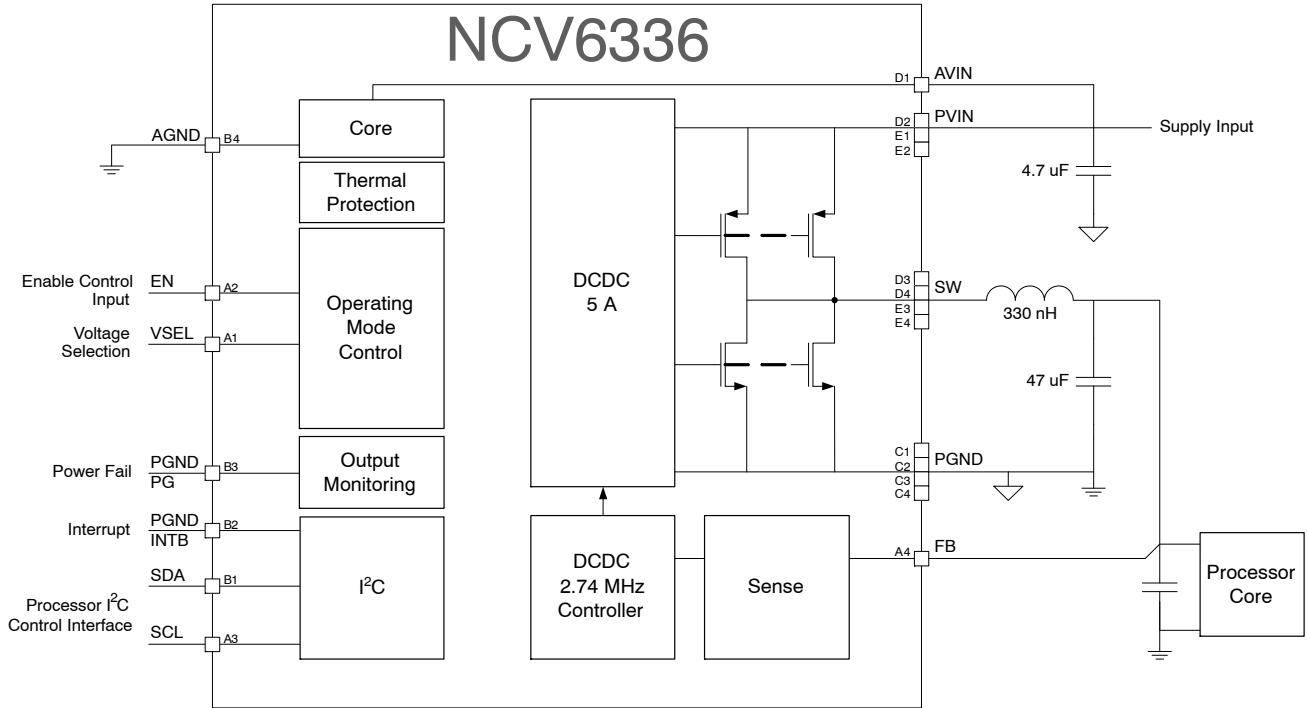 NCV6336
D1 AVIN
Core
AGND B4
D2 PVIN
E1
E2
Supply Input
Thermal
Protection
4.7 uF
Enable Control
Input
EN A2
Operating
Mode
Control
DCDC
5 A
D3
D4 SW
E3
E4
330 nH
Voltage
Selection
VSEL A1
47 uF
Power Fail
PGND
PG
B3
Output
Monitoring
C1
C2 PGND
C3
C4
Interrupt
PGND
INTB
B2
I²C
SDA B1
Processor I²C
Control Interface
SCL A3
DCDC
2.74 MHz
Controller
Sense
A4 FB
Processor
Core